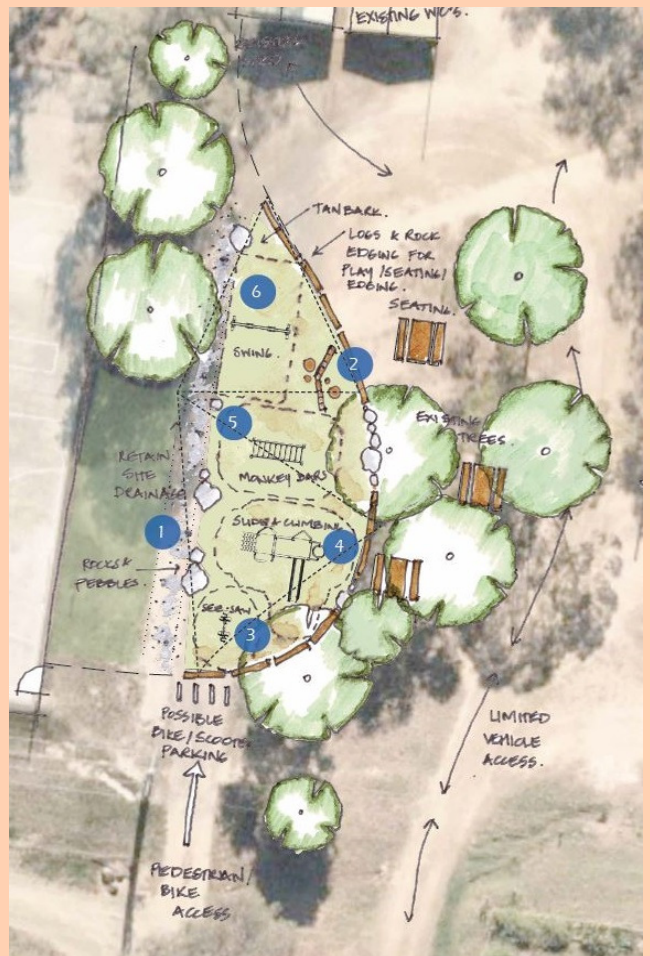 EXISTING WC'S.
TANBARK.
LOGS & ROCK
EDGING FOR
PLAY/SEATING/
EDGING.
SEATING.
6
SWING.
2
5
EXISTING
TREES.
MONKEY BARS
RETAIN
SITE
DRAINAGE
1
SLIDE & CLIMBING
4
ROCKS &
PEBBLES
SEE-SAW
3
POSSIBLE
BIKE/SCOOTER
PARKING
LIMITED
VEHICLE
ACCESS.
PEDESTRIAN/
BIKE
ACCESS